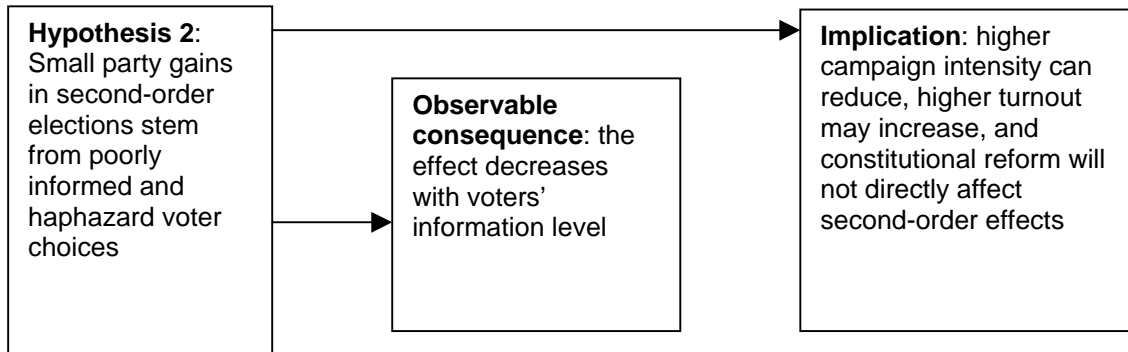 Hypothesis 2:
Small party gains
in second-order
elections stem
from poorly
informed and
haphazard voter
choices
Observable
consequence: the
effect decreases
with voters’
information level
Implication: higher
campaign intensity can
reduce, higher turnout
may increase, and
constitutional reform will
not directly affect
second-order effects